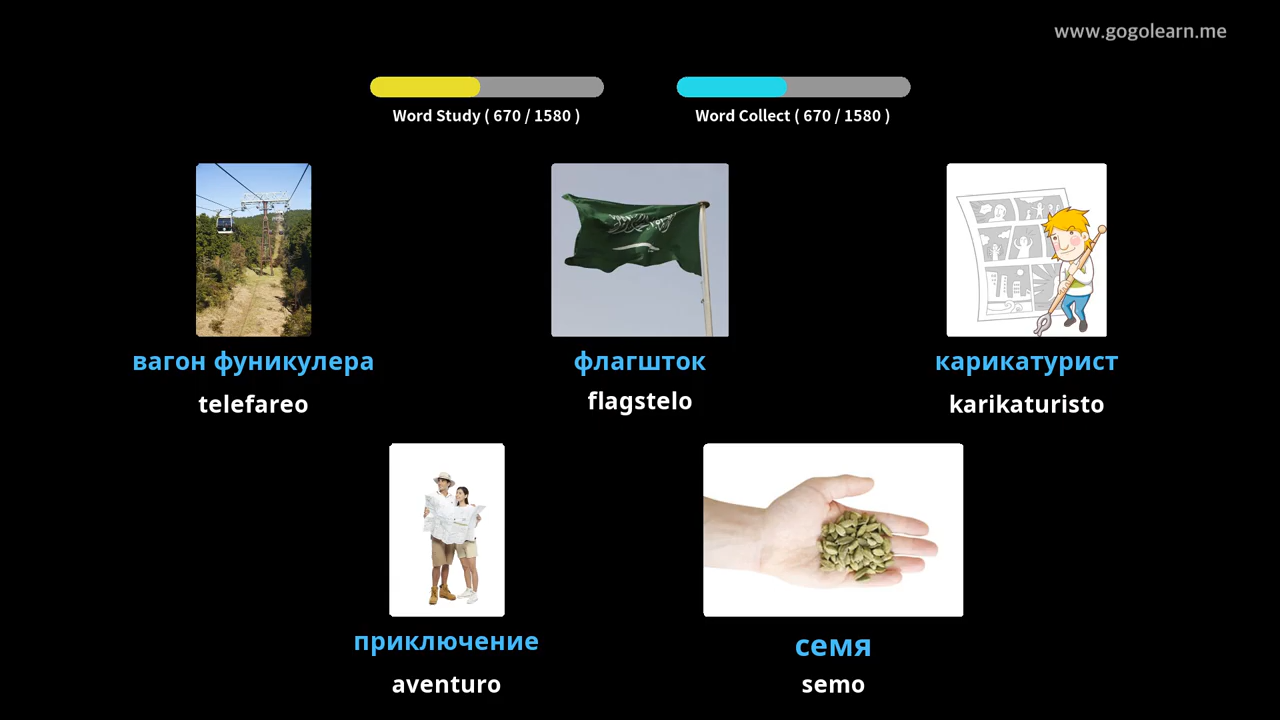 www.gogolearn.me
Word Study ( 670 / 1580 )
Word Collect ( 670 / 1580 )
вагон фуникулера
telefareo
флагшток
flagstelo
карикатурист
karikaturisto
приключение
aventuro
семя
semo